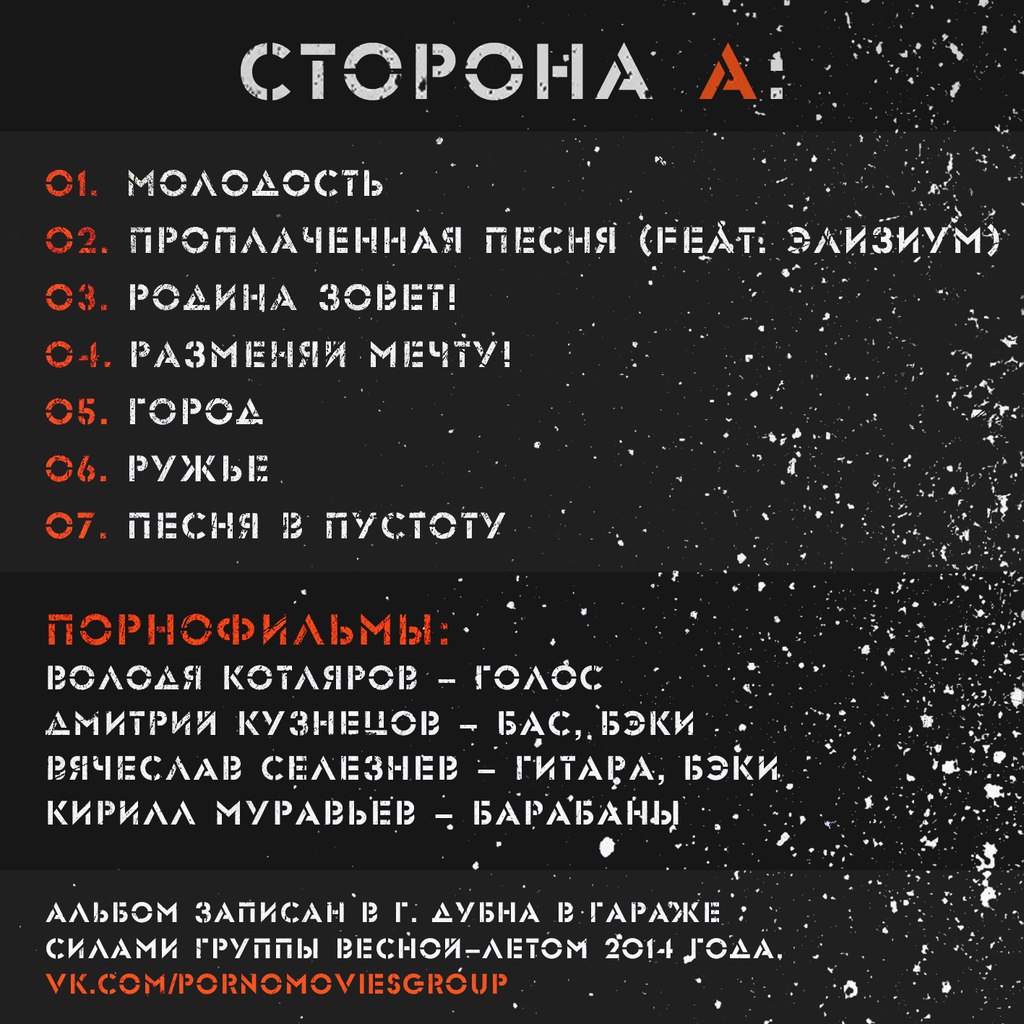 СТОРОНА А:
01. МОЛОДОСТЬ
02. ПРОПЛАЧЕННАЯ ПЕСНЯ (FEAT. ЭЛИЗИУМ)
03. РОДИНА ЗОВЕТ!
04. РАЗМЕНЯЙ МЕЧТУ!
05. ГОРОД
06. РУЖЬЕ
07. ПЕСНЯ В ПУСТОТУ
ПОРНОФИЛЬМЫ:
ВОЛОДЯ КОТЛЯРОВ – ГОЛОС
ДМИТРИЙ КУЗНЕЦОВ – БАС, БЭКИ
ВЯЧЕСЛАВ СЕЛЕЗНЕВ – ГИТАРА, БЭКИ
КИРИЛЛ МУРАВЬЕВ – БАРАБАНЫ
АЛЬБОМ ЗАПИСАН В Г. ДУБНА В ГАРАЖЕ
СИЛАМИ ГРУППЫ ВЕСНОЙ-ЛЕТОМ 2014 ГОДА.
VK.COM/PORNOMOVIESGROUP